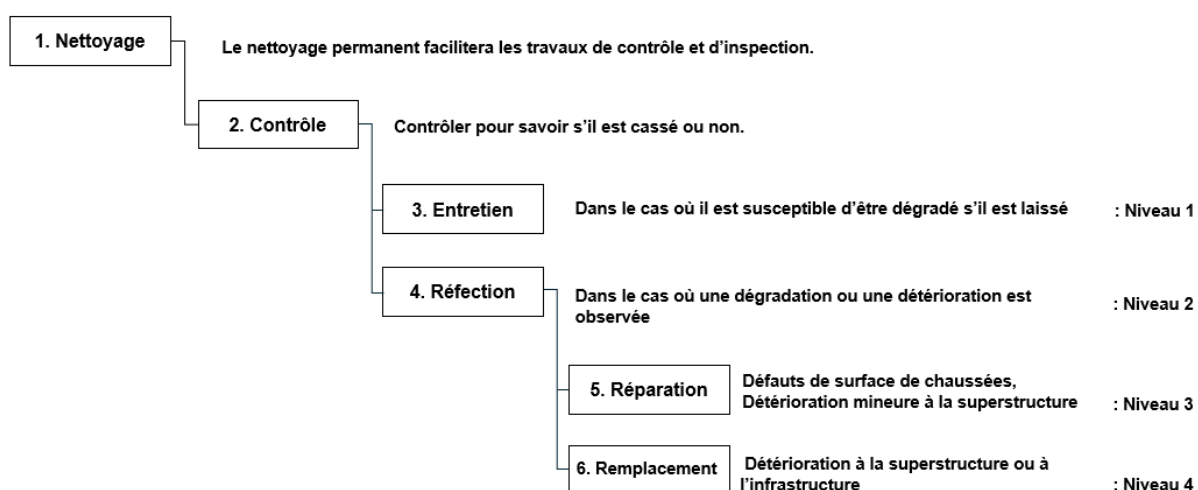 1. Nettoyage
Le nettoyage permanent facilitera les travaux de contrôle et d’inspection.
2. Contrôle
Contrôler pour savoir s’il est cassé ou non.
3. Entretien
Dans le cas où il est susceptible d’être dégradé s’il est laissé
: Niveau 1
4. Réfection
Dans le cas où une dégradation ou une détérioration est
observée
: Niveau 2
5. Réparation
Défauts de surface de chaussées,
Détérioration mineure à la superstructure
: Niveau 3
6. Remplacement
Détérioration à la superstructure ou à
l’infrastructure
: Niveau 4